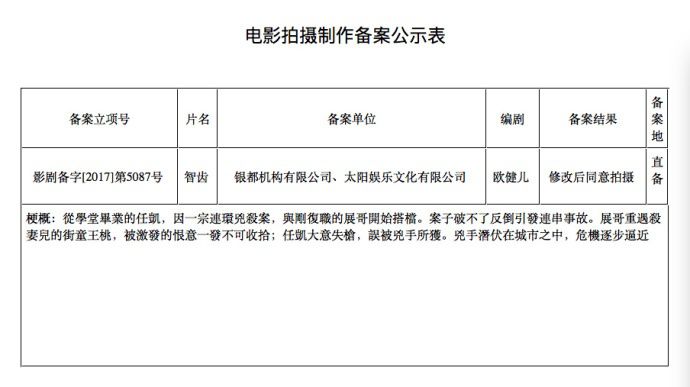 电影拍摄制作备案公示表
备案立项号 片名 备案单位 编剧 备案结果 备案地
影剧备字[2017]第5087号 智齿 银都机构有限公司、太阳娱乐文化有限公司 欧健儿 修改后同意拍摄 直备
梗概：從學堂畢業的任凱，因一宗連環兇殺案，與剛復職的展哥開始搭檔。案子破不了反倒引發連串事故。展哥重遇殺
妻兒的街童王桃，被激發的恨意一發不可收拾；任凱大意失槍，誤被兇手所獲。兇手潛伏在城市之中，危機逐步逼近